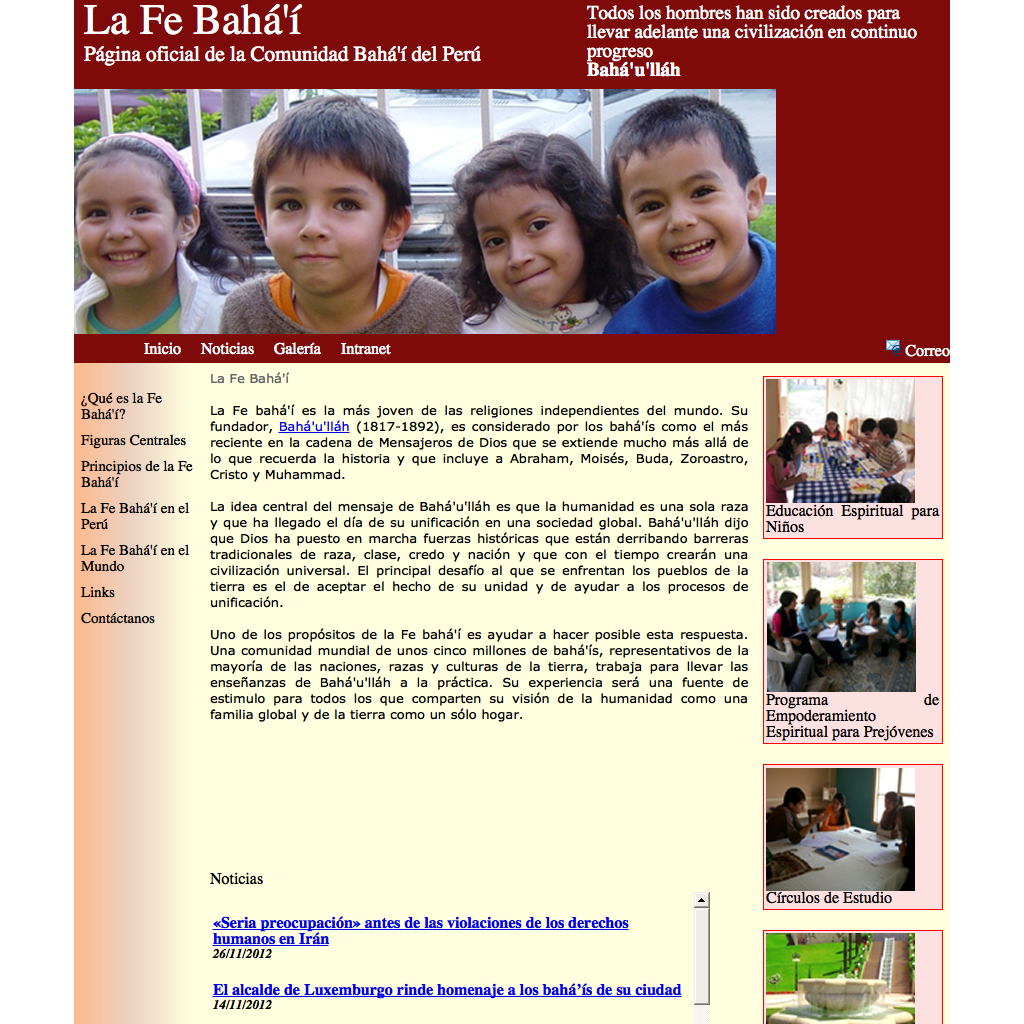 La Fe Bahá'í
Página oficial de la Comunidad Bahá'í del Perú
Todos los hombres han sido creados para
llevar adelante una civilización en continuo
progreso
Bahá'u'lláh
Inicio Noticias Galería Intranet
Correo
¿Qué es la Fe
Bahá'í?
Figuras Centrales
Principios de la Fe
Bahá'í
La Fe Bahá'í en el
Perú
La Fe Bahá'í en el
Mundo
Links
Contáctanos
La Fe Bahá'í
La Fe bahá'í es la más joven de las religiones independientes del mundo. Su
fundador, Bahá'u'lláh (1817-1892), es considerado por los bahá'ís como el más
reciente en la cadena de Mensajeros de Dios que se extiende mucho más allá de
lo que recuerda la historia y que incluye a Abraham, Moisés, Buda, Zoroastro,
Cristo y Muhammad.
La idea central del mensaje de Bahá'u'lláh es que la humanidad es una sola raza
y que ha llegado el día de su unificación en una sociedad global. Bahá'u'lláh dijo
que Dios ha puesto en marcha fuerzas históricas que están derribando barreras
tradicionales de raza, clase, credo y nación y que con el tiempo crearán una
civilización universal. El principal desafío al que se enfrentan los pueblos de la
tierra es el de aceptar el hecho de su unidad y de ayudar a los procesos de
unificación.
Uno de los propósitos de la Fe bahá'í es ayudar a hacer posible esta respuesta.
Una comunidad mundial de unos cinco millones de bahá'ís, representativos de la
mayoría de las naciones, razas y culturas de la tierra, trabaja para llevar las
enseñanzas de Bahá'u'lláh a la práctica. Su experiencia será una fuente de
estimulo para todos los que comparten su visión de la humanidad como una
familia global y de la tierra como un sólo hogar.
Noticias
«Seria preocupación» antes de las violaciones de los derechos
humanos en Irán
26/11/2012
El alcalde de Luxemburgo rinde homenaje a los bahá’ís de su ciudad
14/11/2012
Educación Espiritual para
Niños
Programa de
Empoderamiento
Espiritual para Prejóvenes
Círculos de Estudio